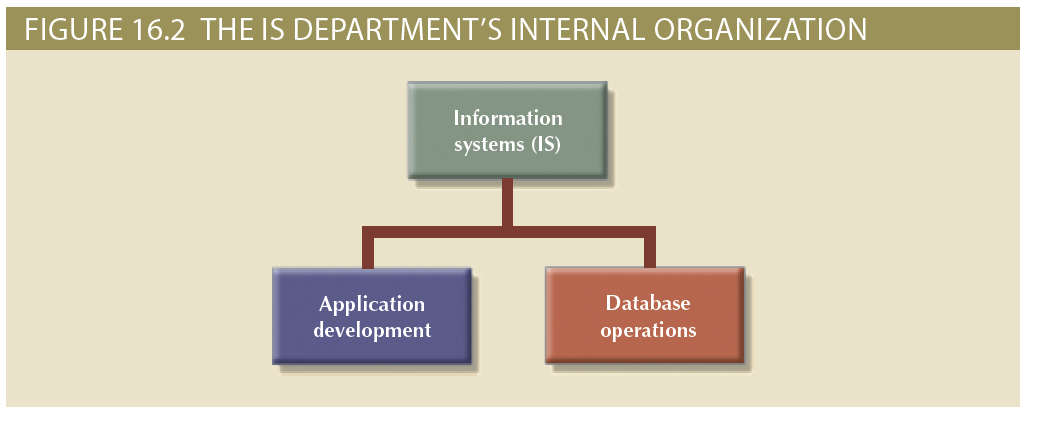 FIGURE 16.2 THE IS DEPARTMENT’S INTERNAL ORGANIZATION
Information
systems (IS)
Application
development
Database
operations